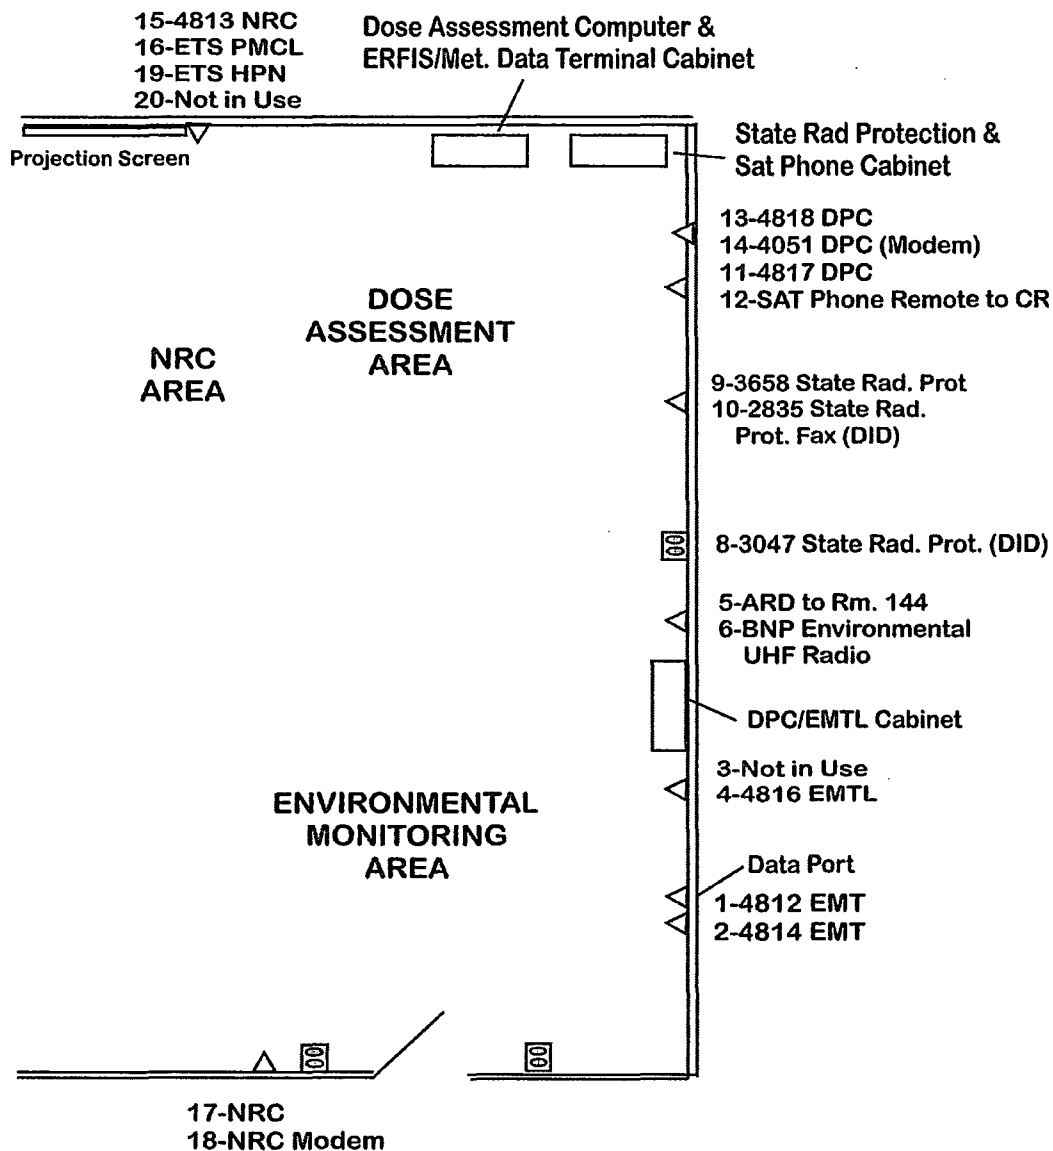 15-4813 NRC
16-ETS PMCL
19-ETS HPN
20-Not in Use
Dose Assessment Computer &
ERFIS/Met. Data Terminal Cabinet
Projection Screen
State Rad Protection &
Sat Phone Cabinet
13-4818 DPC
14-4051 DPC (Modem)
11-4817 DPC
12-SAT Phone Remote to CR
DOSE
ASSESSMENT
AREA
NRC
AREA
9-3658 State Rad. Prot
10-2835 State Rad.
Prot. Fax (DID)
8-3047 State Rad. Prot. (DID)
5-ARD to Rm. 144
6-BNP Environmental
UHF Radio
DPC/EMTL Cabinet
3-Not in Use
4-4816 EMTL
ENVIRONMENTAL
MONITORING
AREA
Data Port
1-4812 EMT
2-4814 EMT
17-NRC
18-NRC Modem